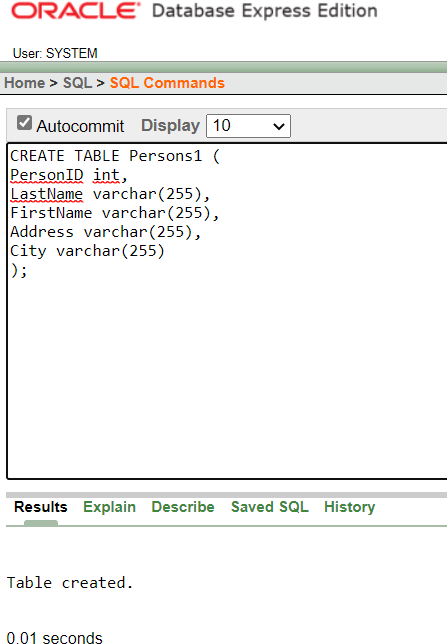 ORACLE® Database Express Edition
User: SYSTEM
Home > SQL > SQL Commands
Autocommit Display 10
CREATE TABLE Persons1 (
PersonID int,
LastName varchar(255),
FirstName varchar(255),
Address varchar(255),
City varchar(255)
);
Results Explain Describe Saved SQL History
Table created.
0.01 seconds